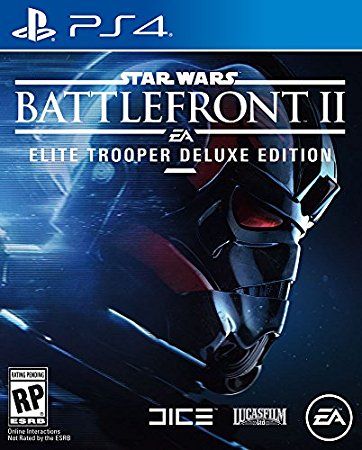 PS4
STAR WARS
BATTLEFRONT II
EA
ELITE TROOPER DELUXE EDITION
RATING PENDING
RP
ESRB
Online Interactions
Not Rated by the ESRB
DICE
LUCASFILM
Ltd
EA